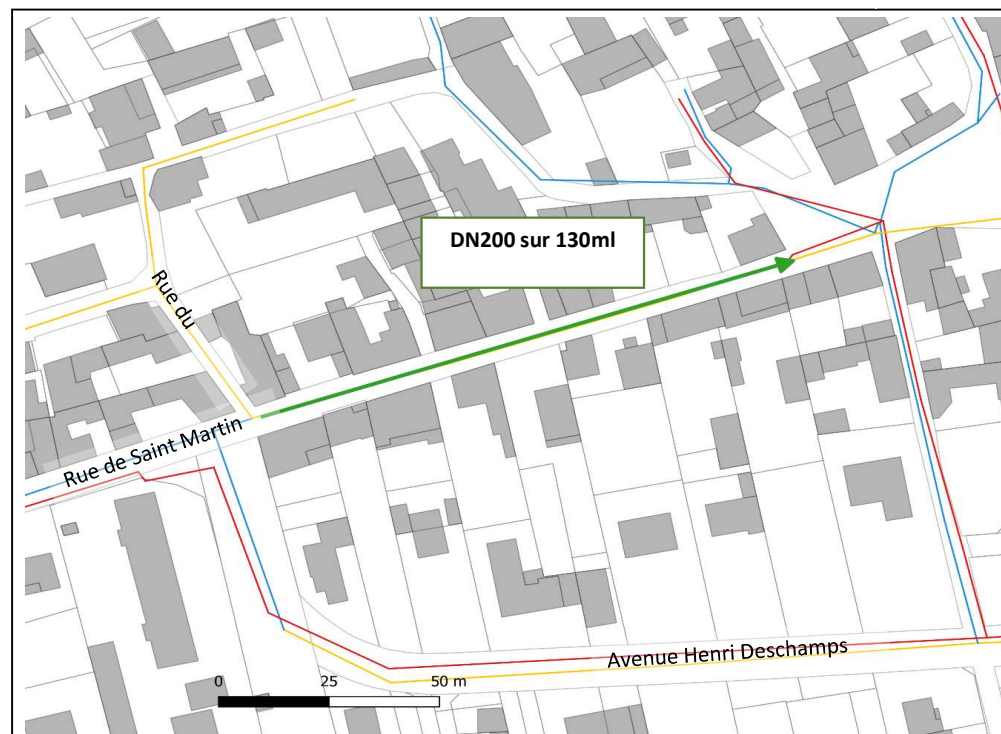 DN200 sur 130ml
Rue du
Rue de Saint Martin
Avenue Henri Deschamps
0 25 50 m